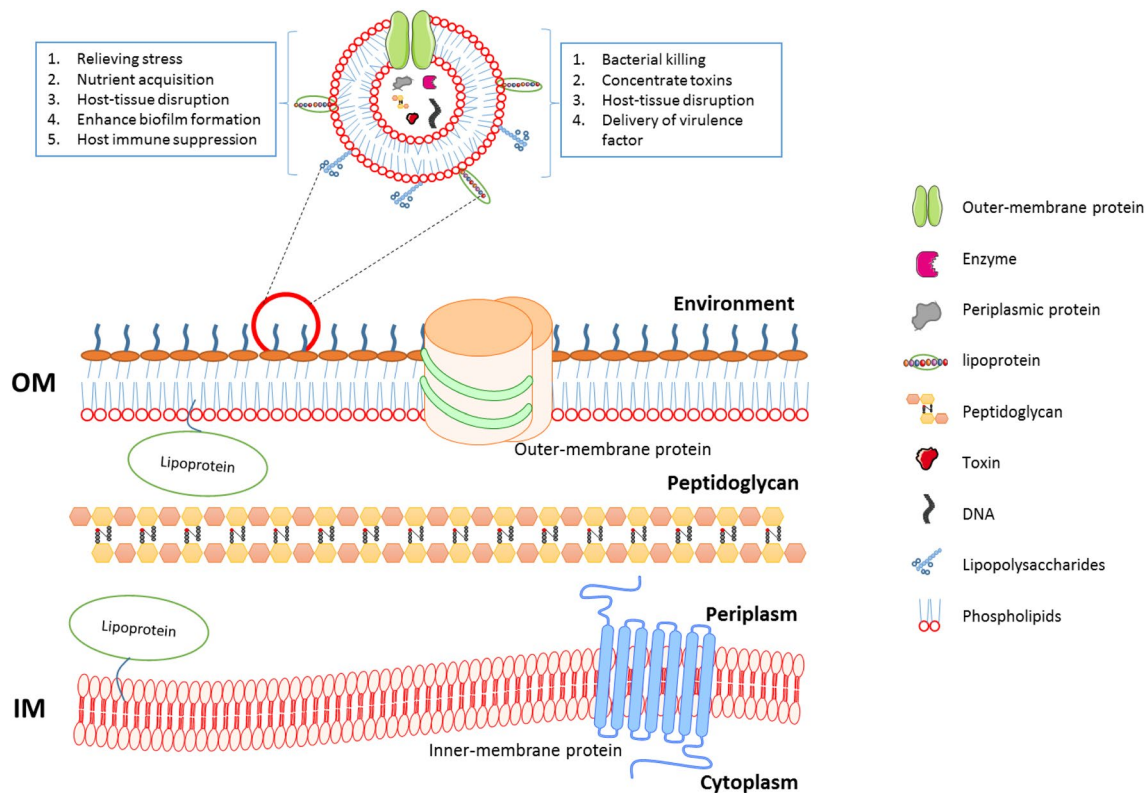 1. Relieving stress
2. Nutrient acquisition
3. Host-tissue disruption
4. Enhance biofilm formation
5. Host immune suppression
1. Bacterial killing
2. Concentrate toxins
3. Host-tissue disruption
4. Delivery of virulence
factor
Outer-membrane protein
Enzyme
Periplasmic protein
lipoprotein
Peptidoglycan
Toxin
DNA
Lipopolysaccharides
Phospholipids
Environment
OM
Outer-membrane protein
Lipoprotein
Peptidoglycan
Lipoprotein
Periplasm
IM
Inner-membrane protein
Cytoplasm